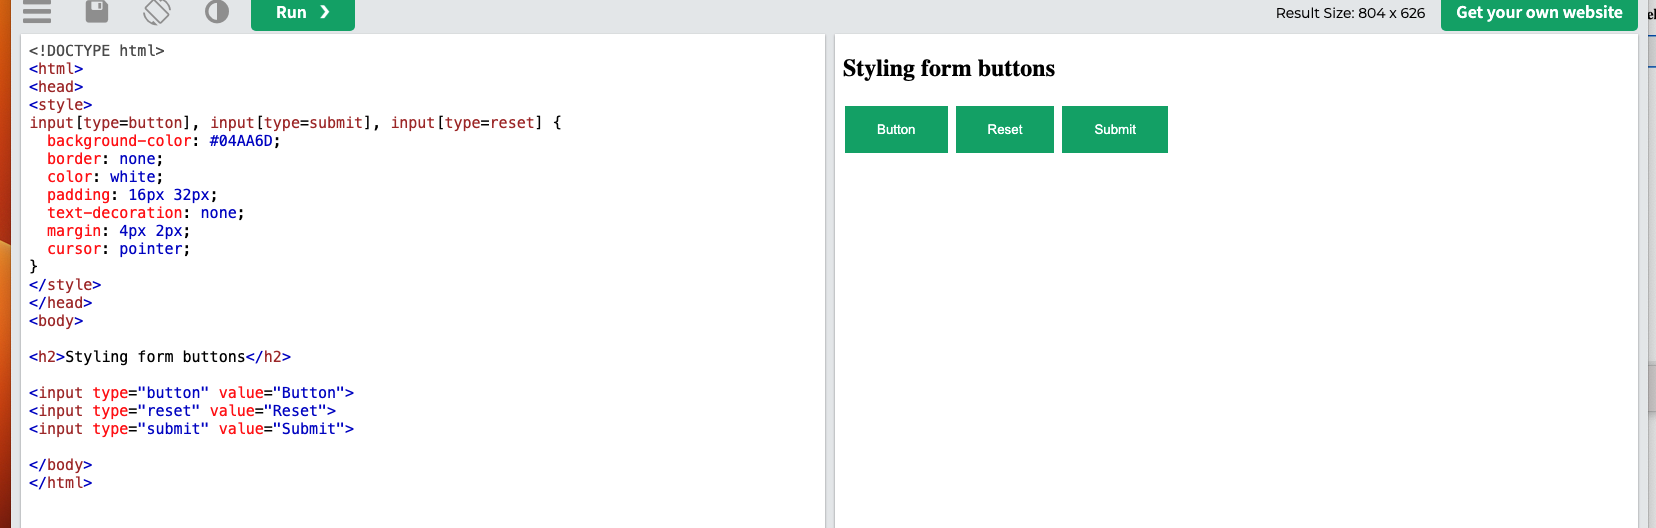 Run ❯
Result Size: 804 x 626
Get your own website
<!DOCTYPE html>
<html>
<head>
<style>
input[type=button], input[type=submit], input[type=reset] {
  background-color: #04AA6D;
  border: none;
  color: white;
  padding: 16px 32px;
  text-decoration: none;
  margin: 4px 2px;
  cursor: pointer;
}
</style>
</head>
<body>

<h2>Styling form buttons</h2>

<input type="button" value="Button">
<input type="reset" value="Reset">
<input type="submit" value="Submit">

</body>
</html>
Styling form buttons
Button Reset Submit